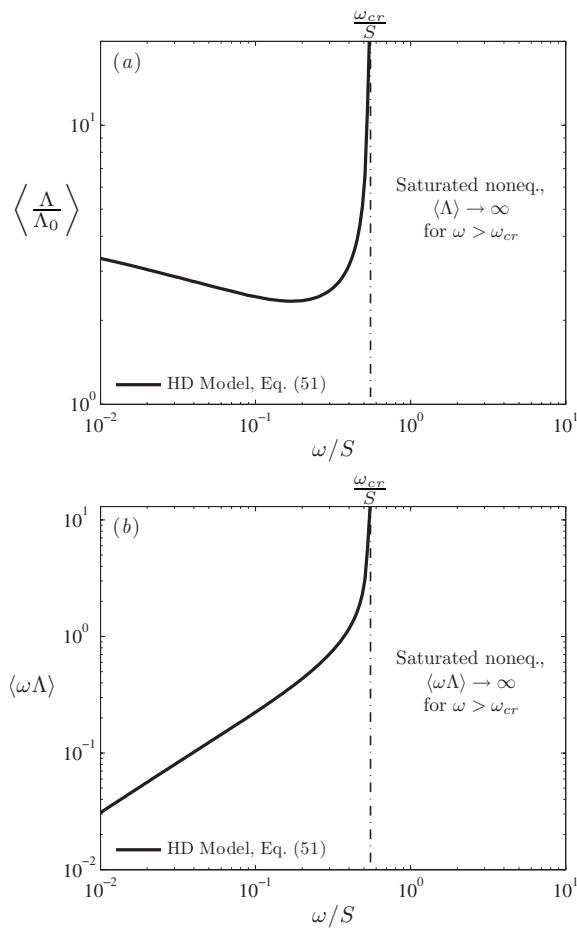 ω_cr/S
(a)
10^1
⟨Λ/Λ_0⟩
Saturated noneq.,
⟨Λ⟩ → ∞
for ω > ω_cr
HD Model, Eq. (51)
10^0
10^-2 10^-1 10^0 10^1
ω/S
ω_cr/S
(b)
10^1
10^0
Saturated noneq.,
⟨ωΛ⟩ ⟨ωΛ⟩ → ∞
for ω > ω_cr
10^-1
HD Model, Eq. (51)
10^-2
10^-2 10^-1 10^0 10^1
ω/S